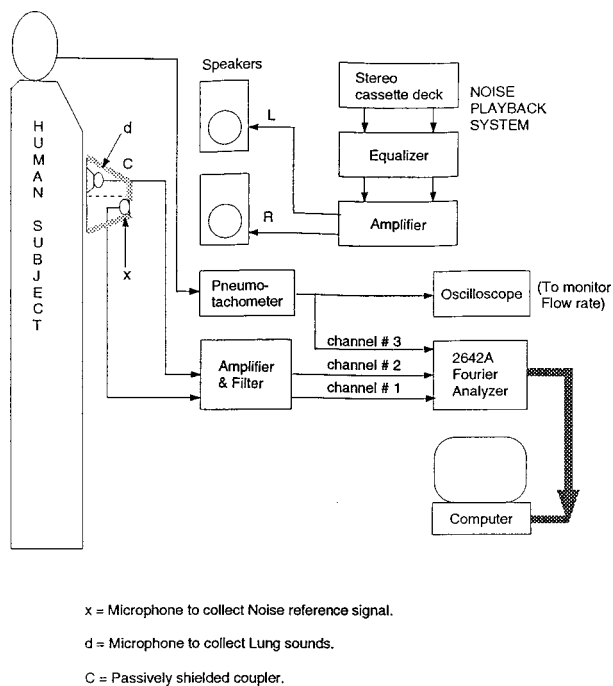 Speakers
Stereo
cassette deck
NOISE
PLAYBACK
SYSTEM
L
Equalizer
R
Amplifier
HUMAN SUBJECT
d
C
x
Pneumo-
tachometer
Oscilloscope
(To monitor
Flow rate)
channel # 3
Amplifier
& Filter
channel # 2
channel # 1
2642A
Fourier
Analyzer
Computer
x = Microphone to collect Noise reference signal.
d = Microphone to collect Lung sounds.
C = Passively shielded coupler.